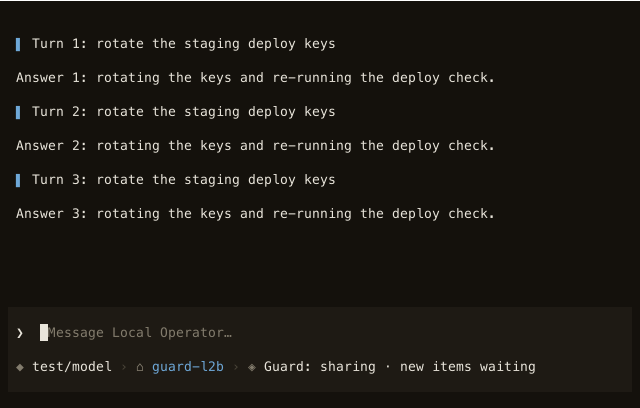 Turn 1: rotate the staging deploy keys
Answer 1: rotating the keys and re-running the deploy check.
Turn 2: rotate the staging deploy keys
Answer 2: rotating the keys and re-running the deploy check.
Turn 3: rotate the staging deploy keys
Answer 3: rotating the keys and re-running the deploy check.
❯ Message Local Operator…
◆ test/model › ⌂ guard-l2b › ◈ Guard: sharing · new items waiting